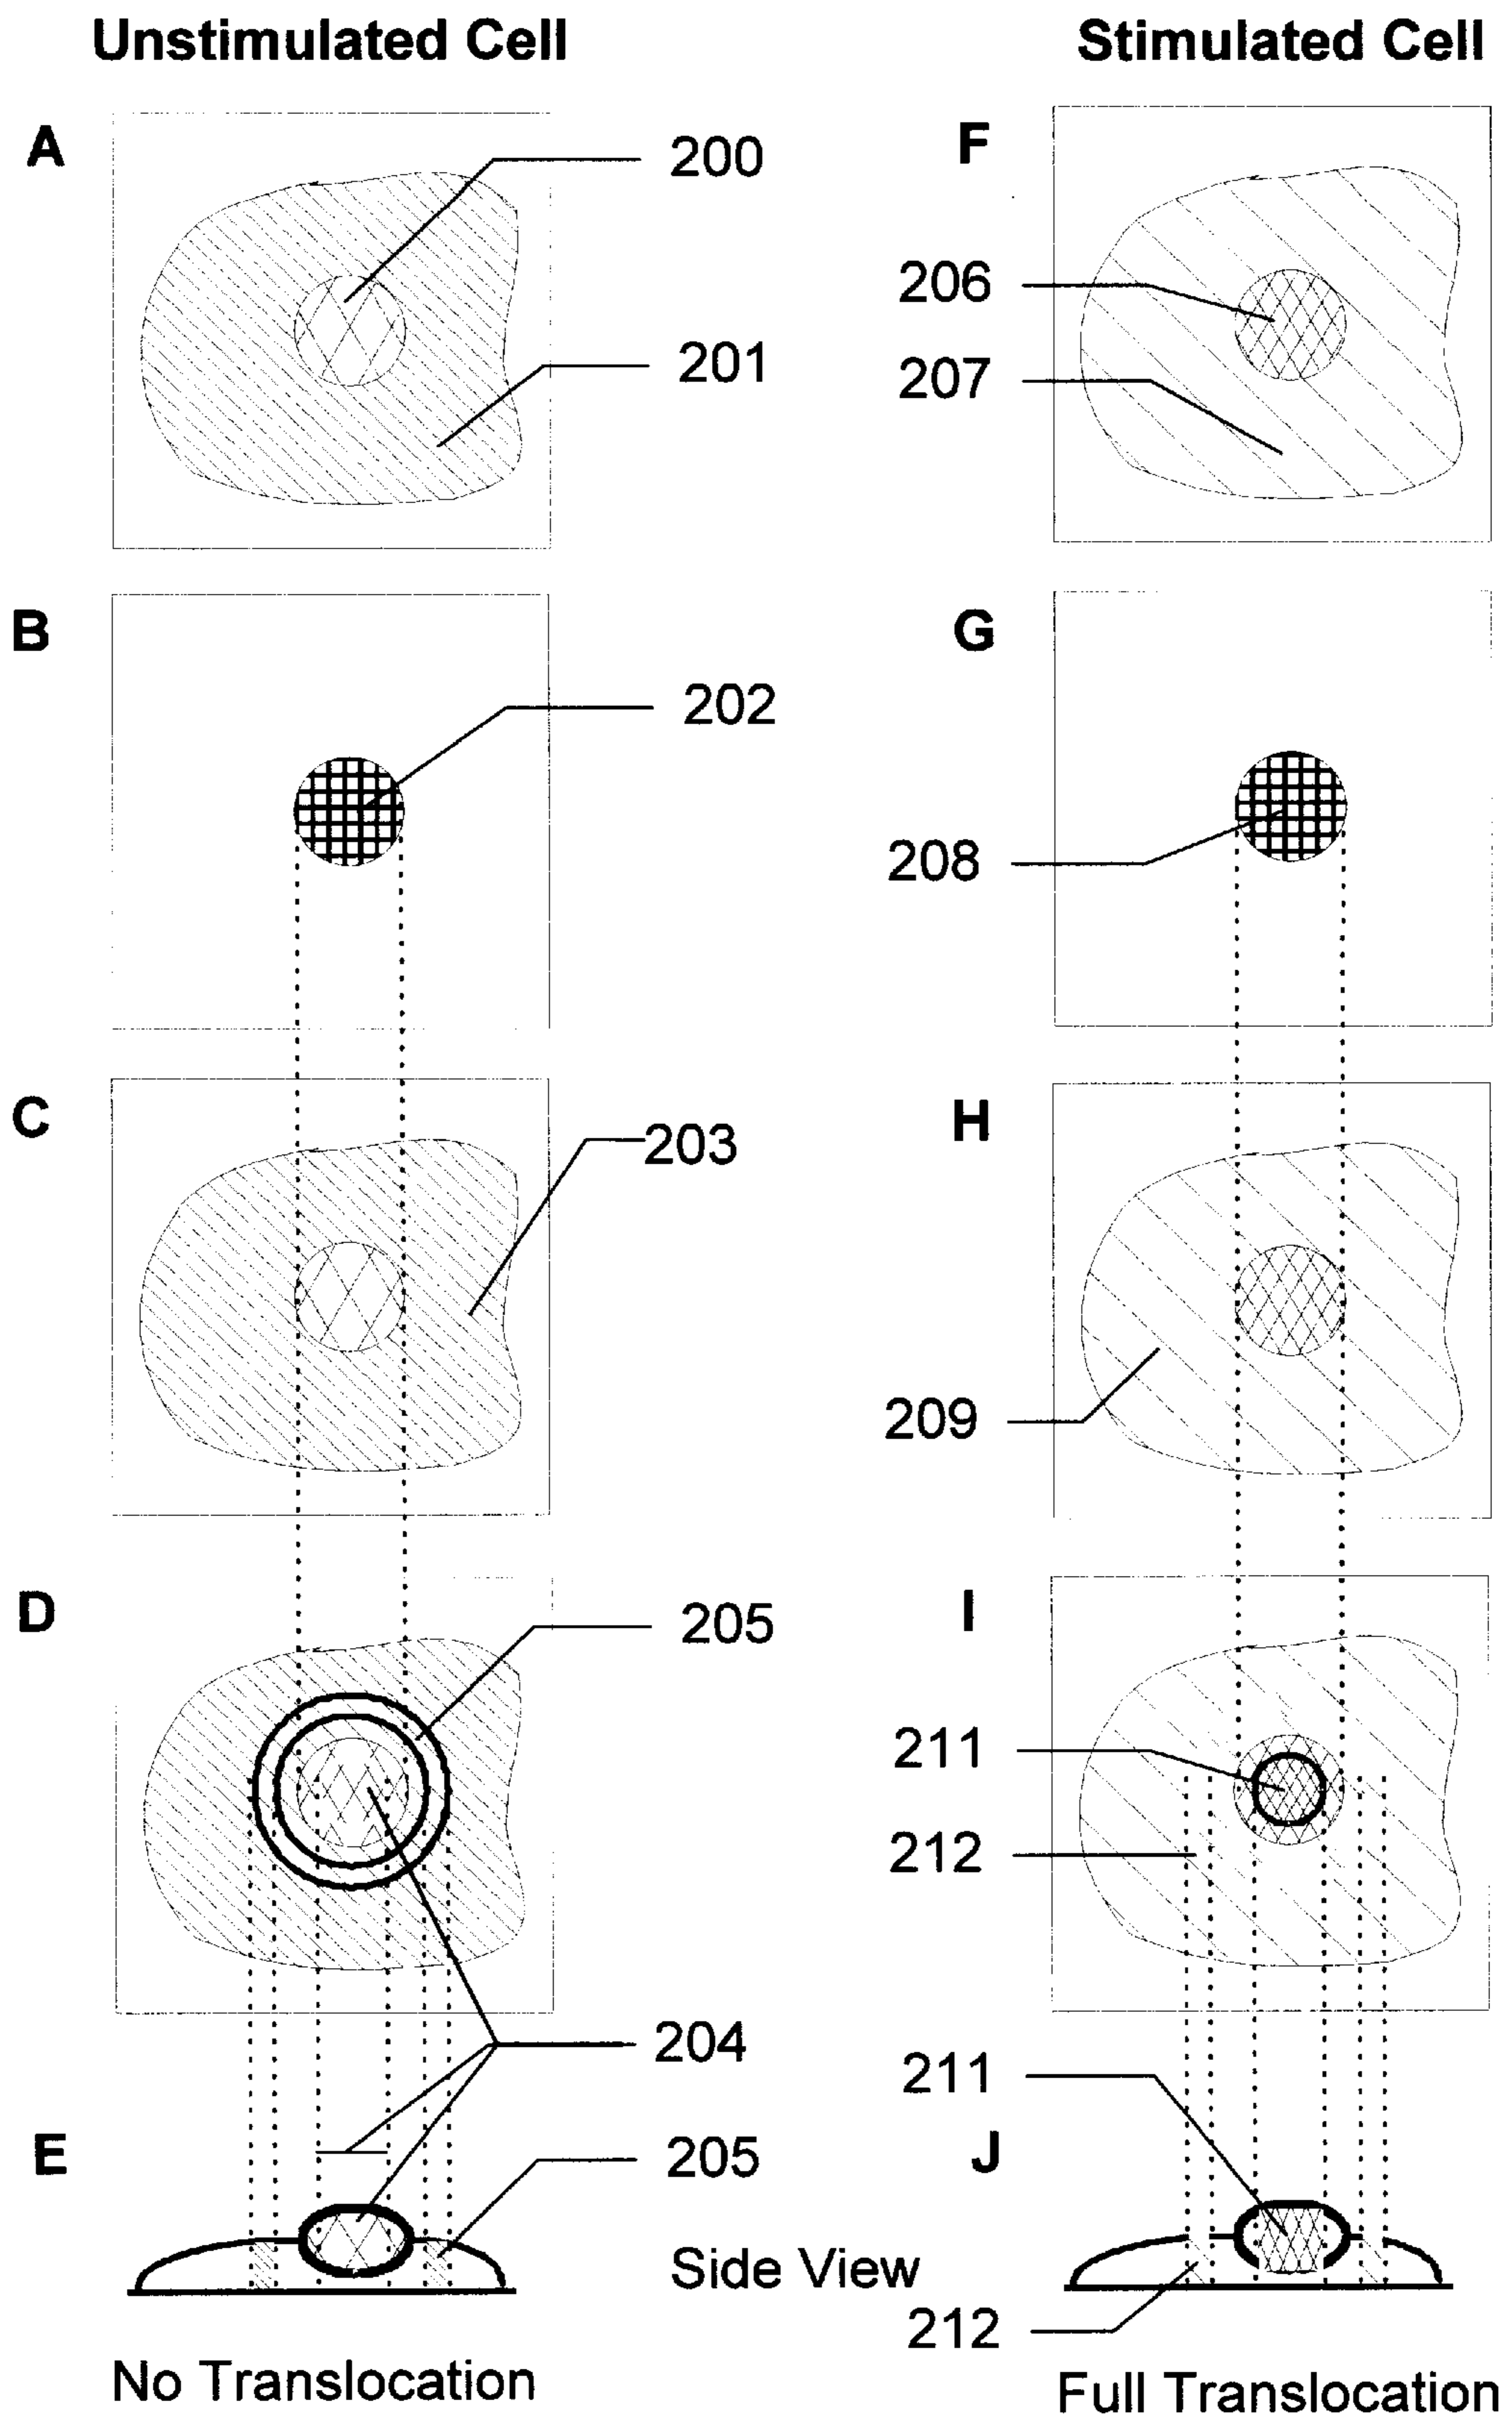 Unstimulated Cell
Stimulated Cell
A
200
201
F
206
207
B
202
G
208
C
203
H
209
D
205
204
I
211
212
E
205
Side View
J
211
212
No Translocation
Full Translocation